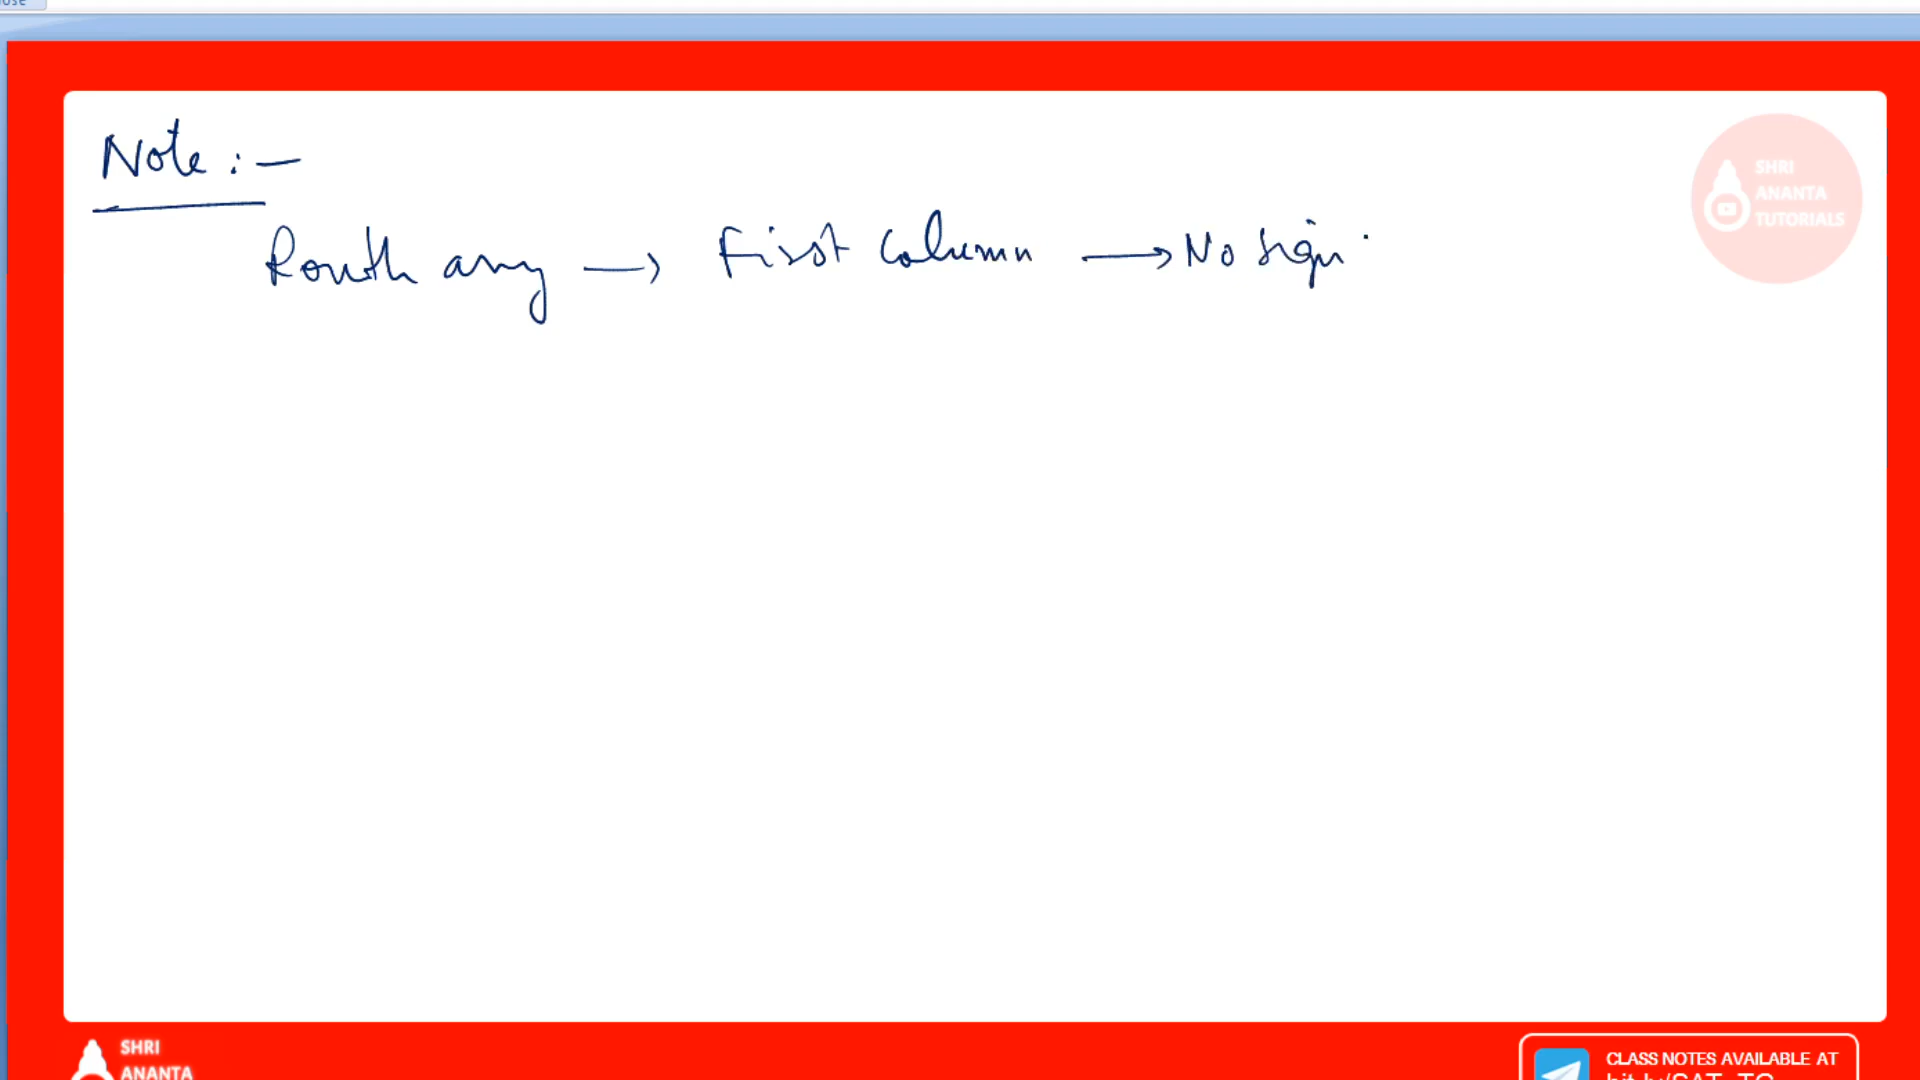 Note :-
Routh array → First column → No sign
SHRI
ANANTA
TUTORIALS
SHRI
ANANTA
CLASS NOTES AVAILABLE AT